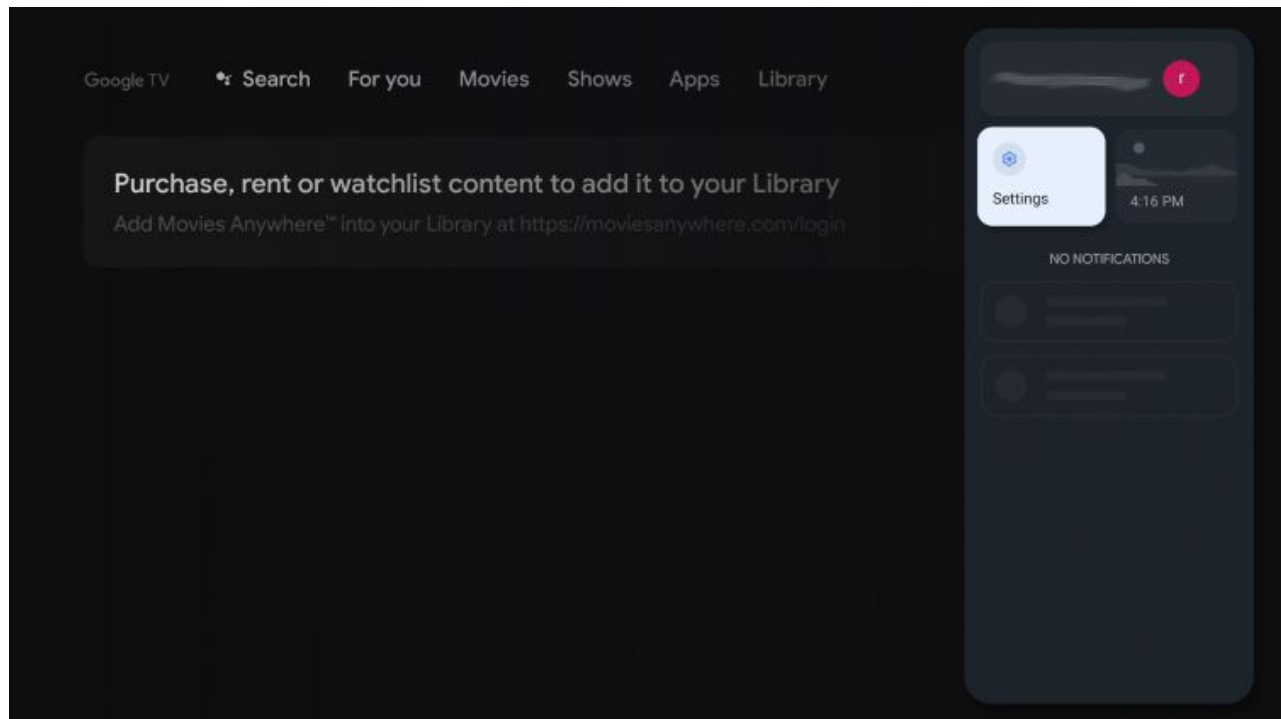 Google TV Search For you Movies Shows Apps Library
r
Purchase, rent or watchlist content to add it to your Library
Add Movies Anywhere™ into your Library at https://moviesanywhere.com/login
Settings
4:16 PM
NO NOTIFICATIONS